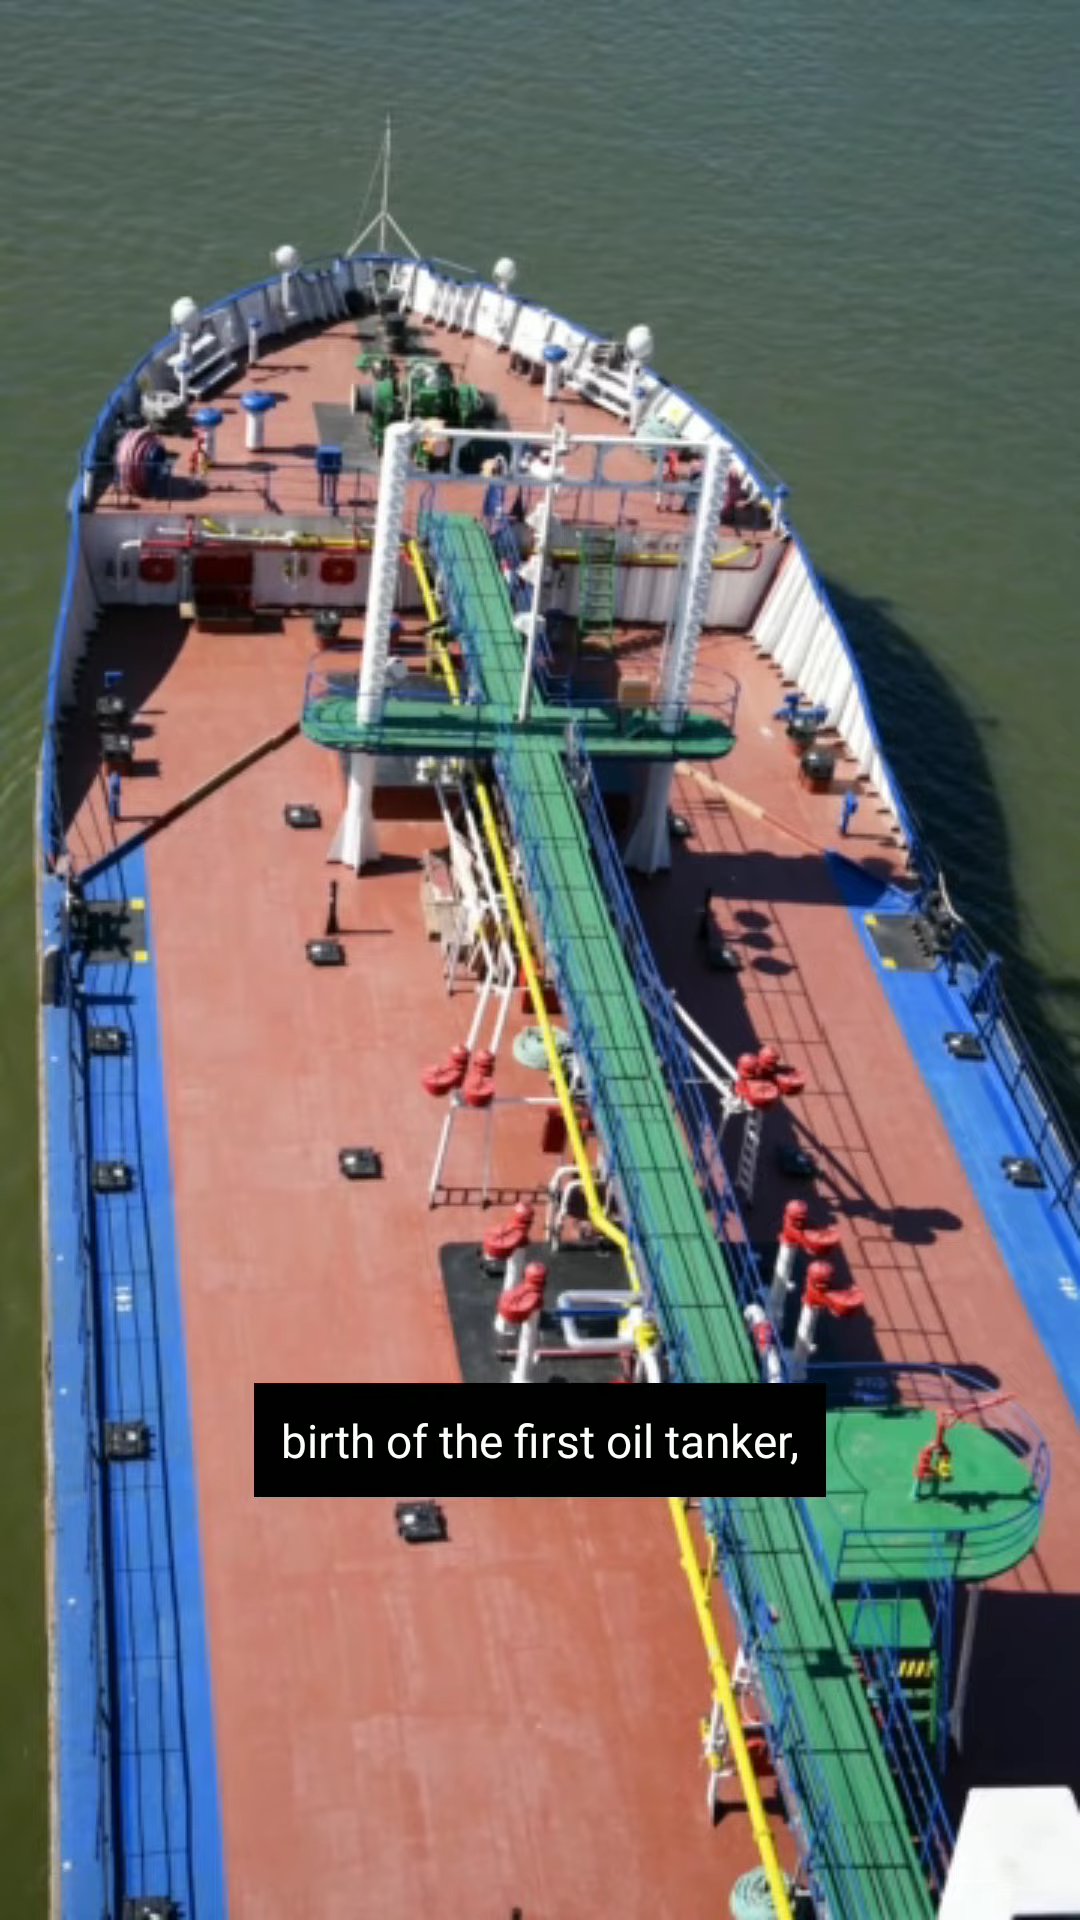 birth of the first oil tanker,